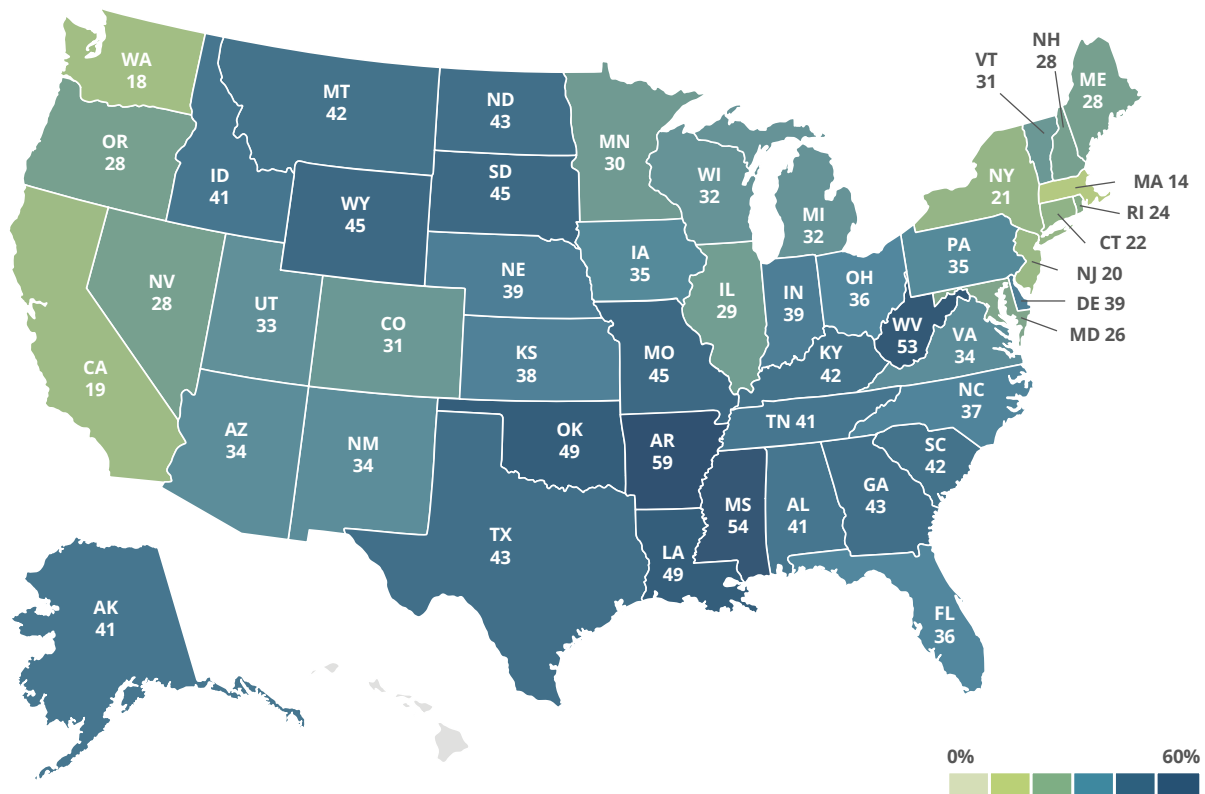 WA
18
OR
28
CA
19
NV
28
ID
41
MT
42
WY
45
UT
33
CO
31
AZ
34
NM
34
ND
43
SD
45
NE
39
KS
38
OK
49
TX
43
MN
30
IA
35
MO
45
AR
59
LA
49
WI
32
IL
29
MI
32
IN
39
OH
36
KY
42
TN 41
MS
54
AL
41
GA
43
FL
36
SC
42
NC
37
VA
34
WV
53
PA
35
NY
21
VT
31
NH
28
ME
28
MA 14
RI 24
CT 22
NJ 20
DE 39
MD 26
AK
41
0% 60%